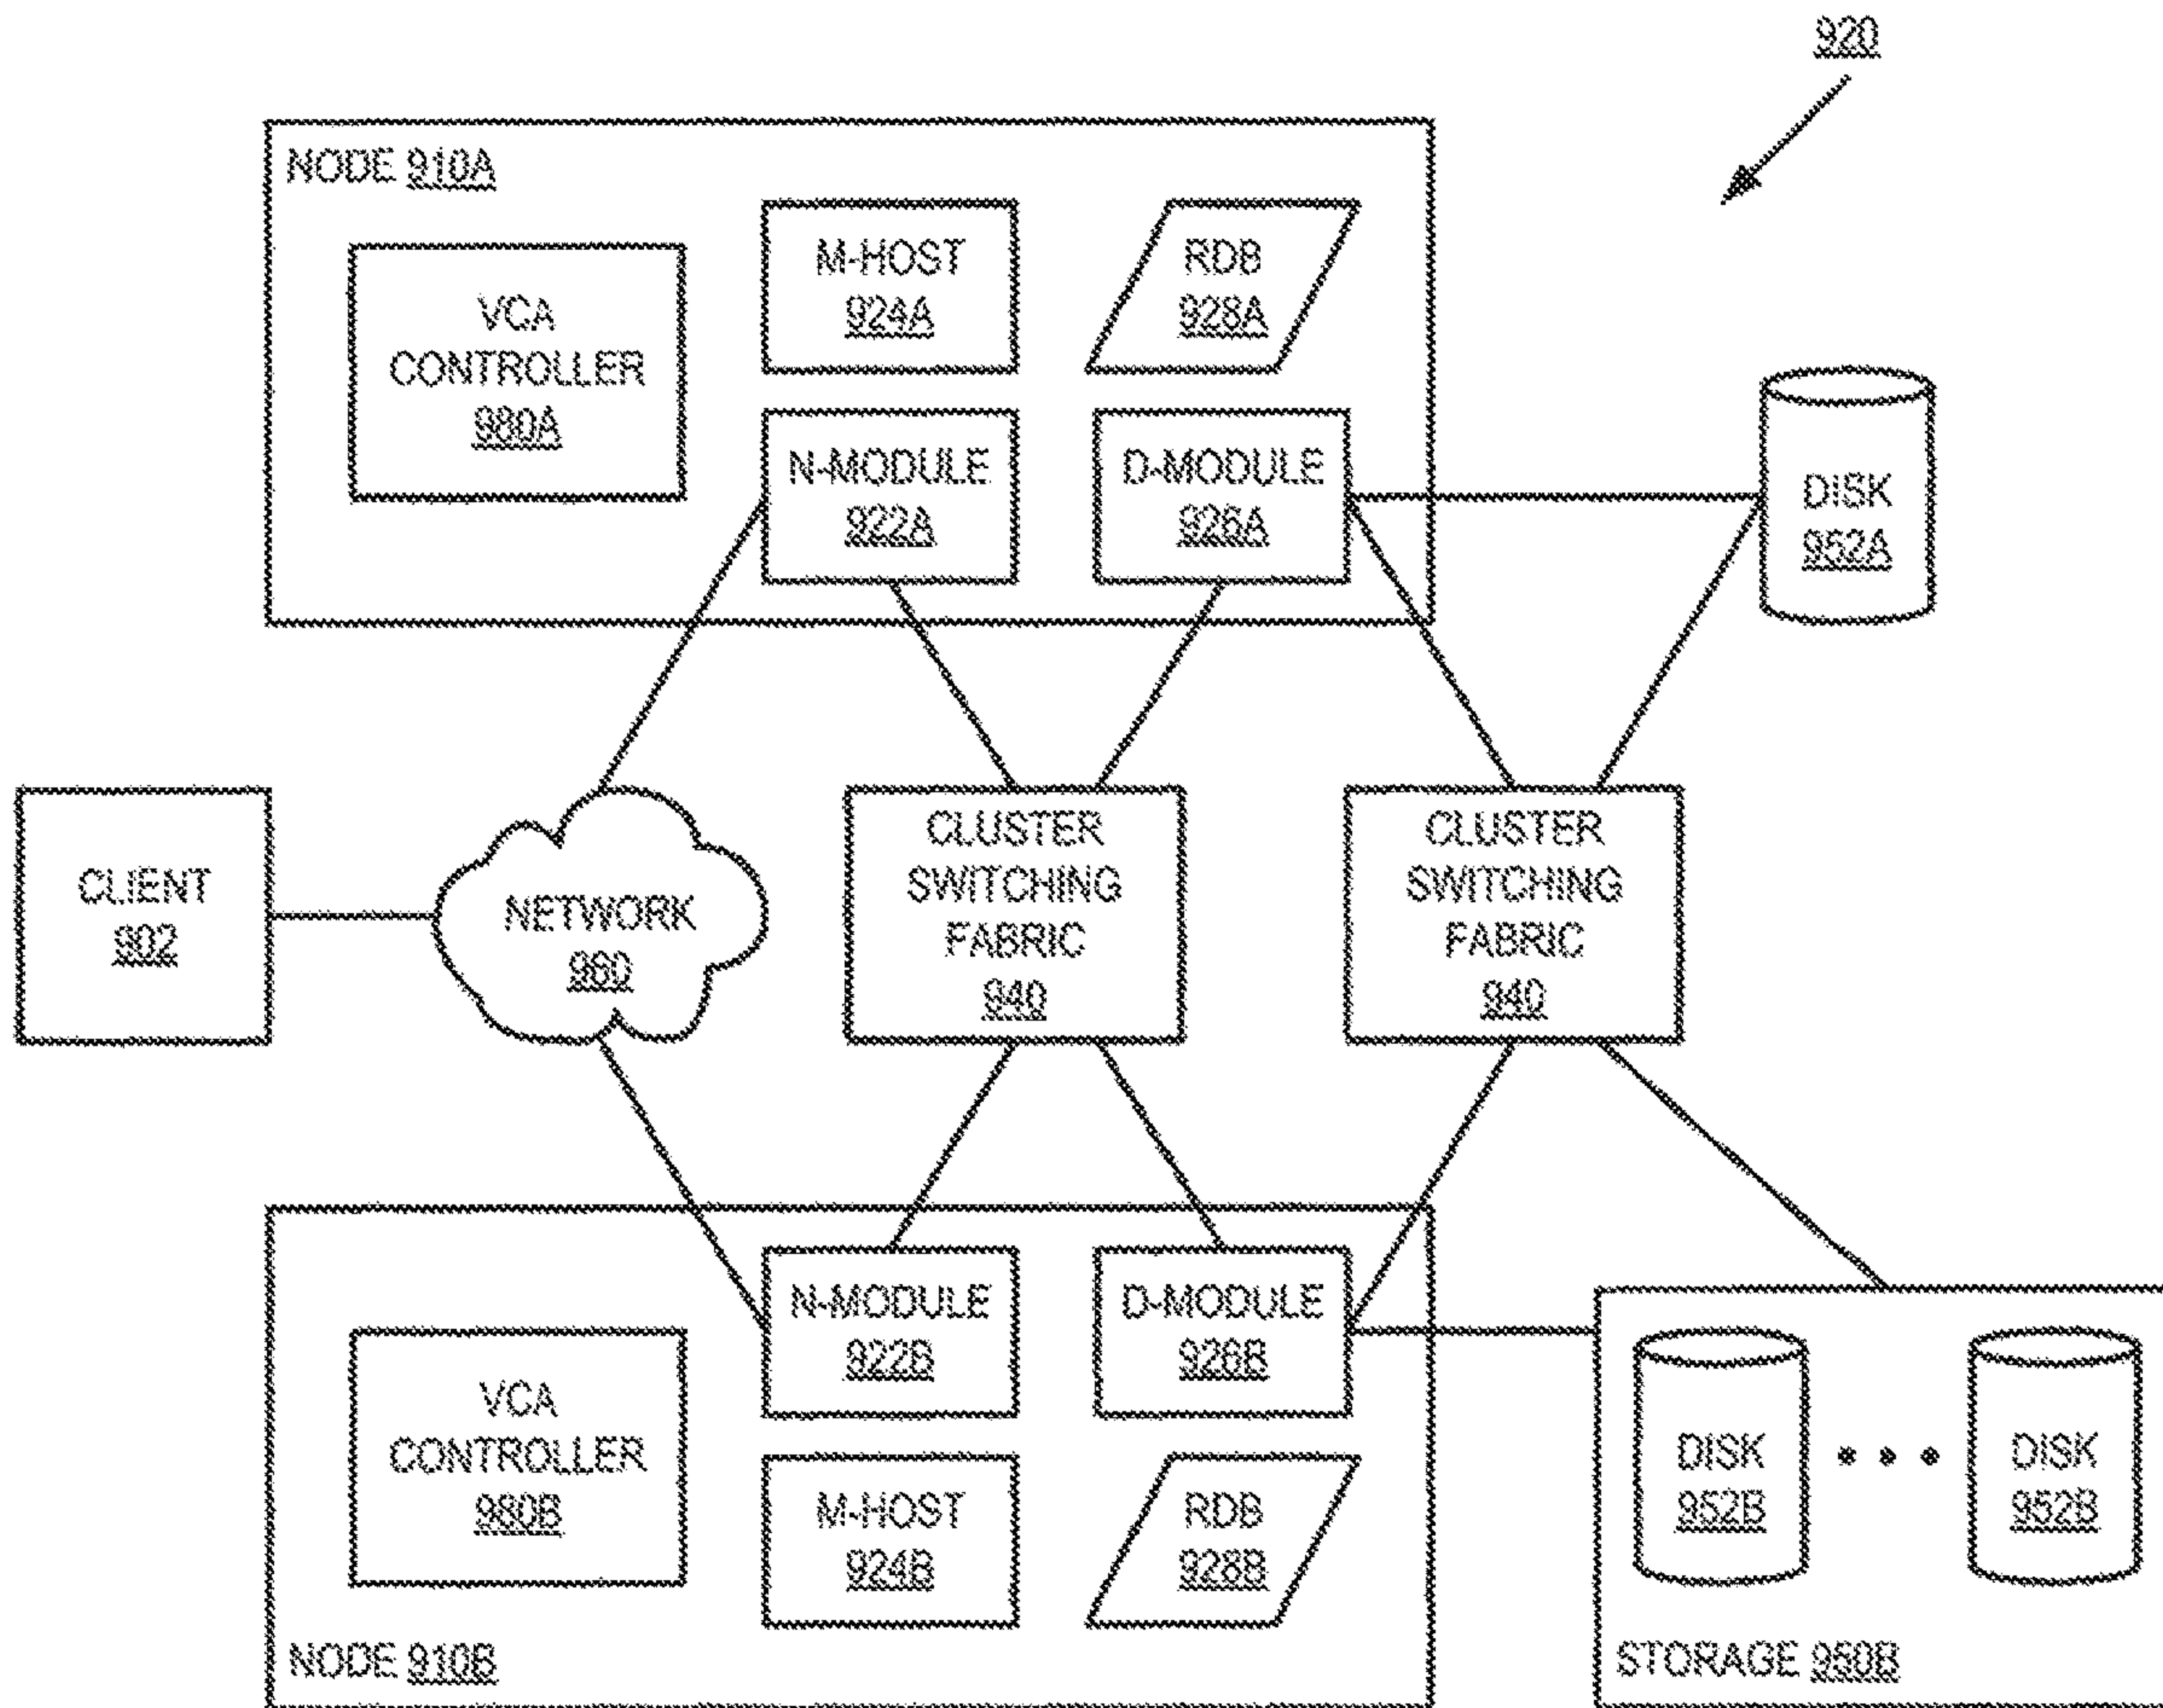 920
NODE 910A
VCA
CONTROLLER
980A
M-HOST
924A
RDB
928A
N-MODULE
922A
D-MODULE
926A
DISK
952A
CLIENT
902
NETWORK
960
CLUSTER
SWITCHING
FABRIC
940
CLUSTER
SWITCHING
FABRIC
940
N-MODULE
922B
D-MODULE
926B
VCA
CONTROLLER
980B
M-HOST
924B
RDB
928B
NODE 910B
DISK
952B
DISK
952B
STORAGE 950B